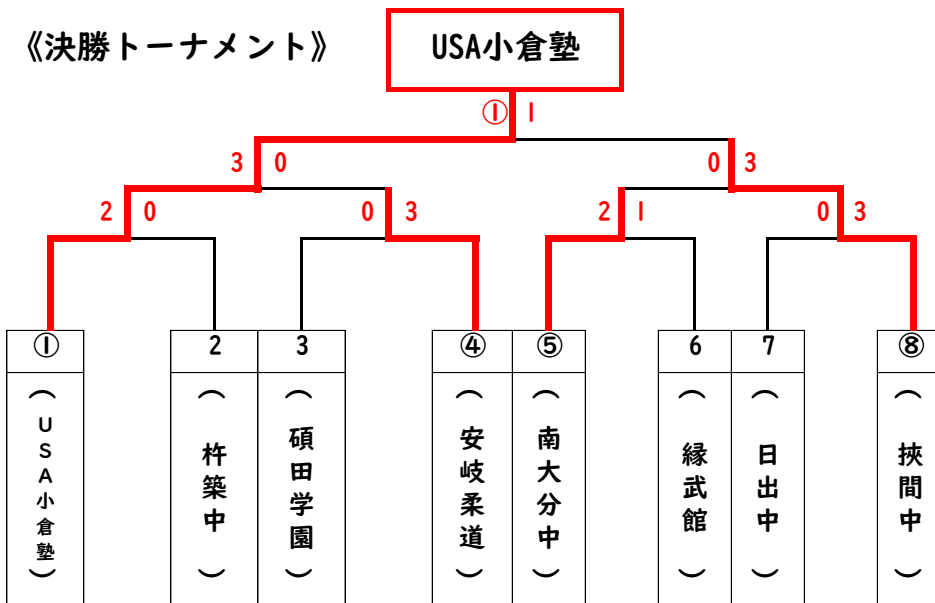 《決勝トーナメント》
USA小倉塾
① 1
3 0
0 3
2 0
0 3
2 1
0 3
① 2 3 ④ ⑤ 6 7 ⑧
(USA小倉塾)
(杵築中)
(碩田学園)
(安岐柔道)
(南大分中)
(縁武館)
(日出中)
(挾間中)